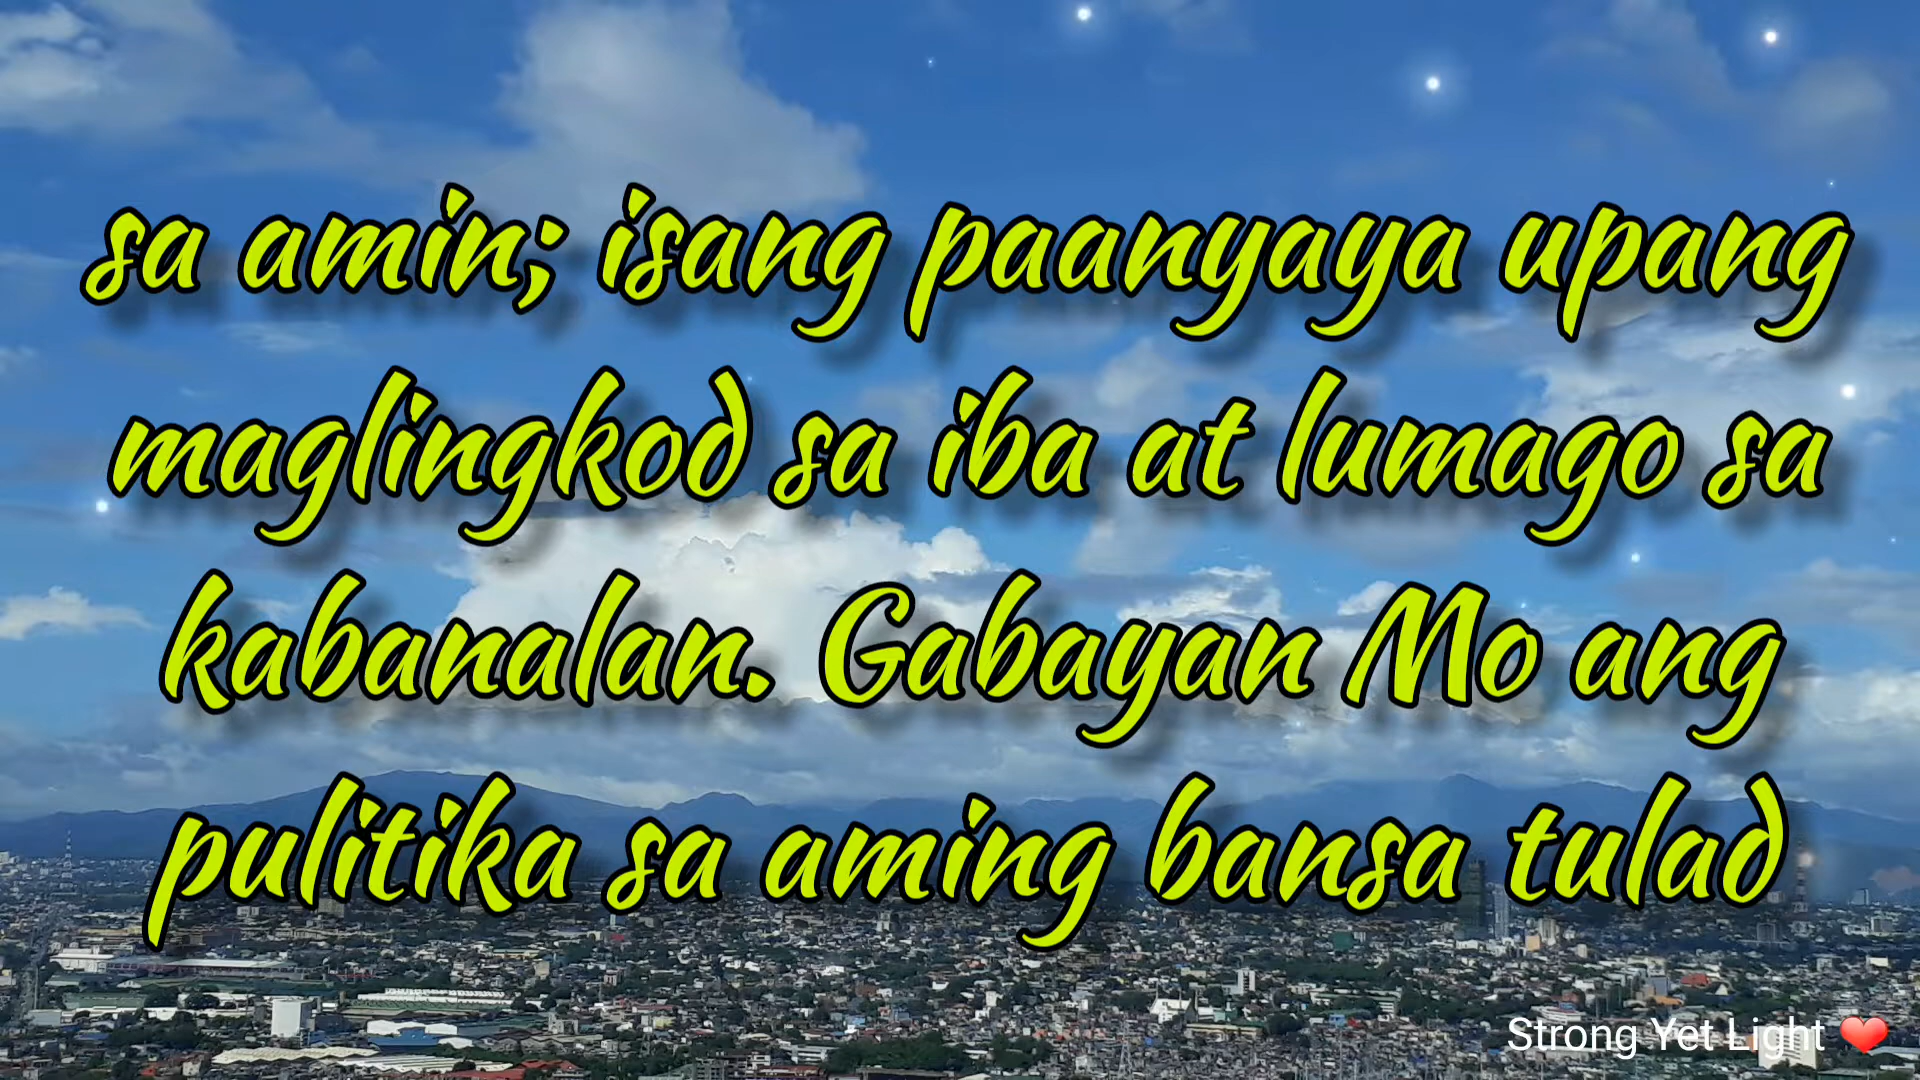 sa amin; isang paanyaya upang
maglingkod sa iba at lumago sa
kabanalan. Gabayan Mo ang
pulitika sa aming bansa tulad
Strong Yet Light ❤